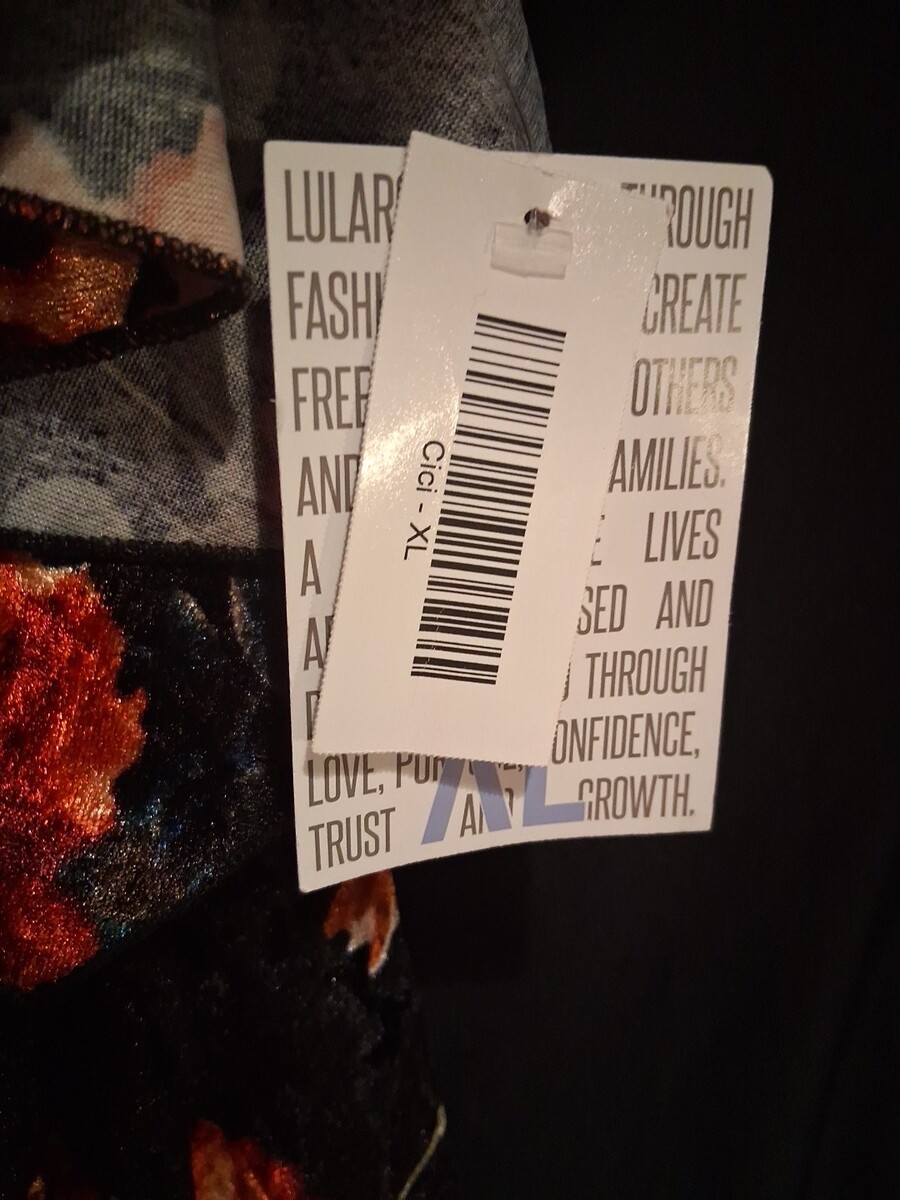 LULAR THROUGH
FASHI CREATE
FREE OTHERS
AND AMILIES.
A LIVES
SED AND
THROUGH
ONFIDENCE,
LOVE,
TRUST AND GROWTH.
XL
Cici - XL